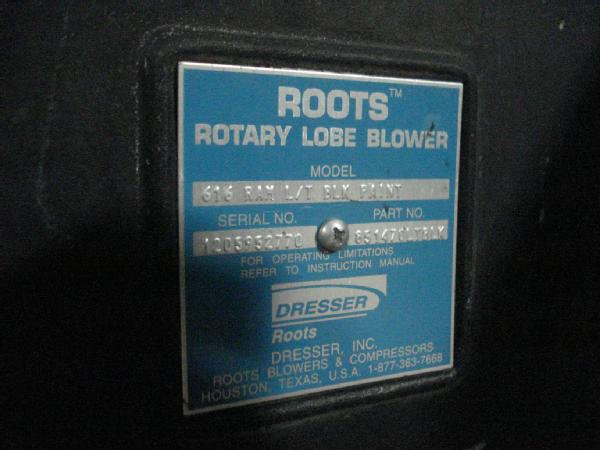 ROOTS™
ROTARY LOBE BLOWER
MODEL
616 RAM L/T BLK PAINT
SERIAL NO. PART NO.
851470LTBLK
FOR OPERATING LIMITATIONS
REFER TO INSTRUCTION MANUAL
DRESSER
Roots
DRESSER, INC.
ROOTS BLOWERS & COMPRESSORS
HOUSTON, TEXAS, U.S.A. 1-877-363-7668